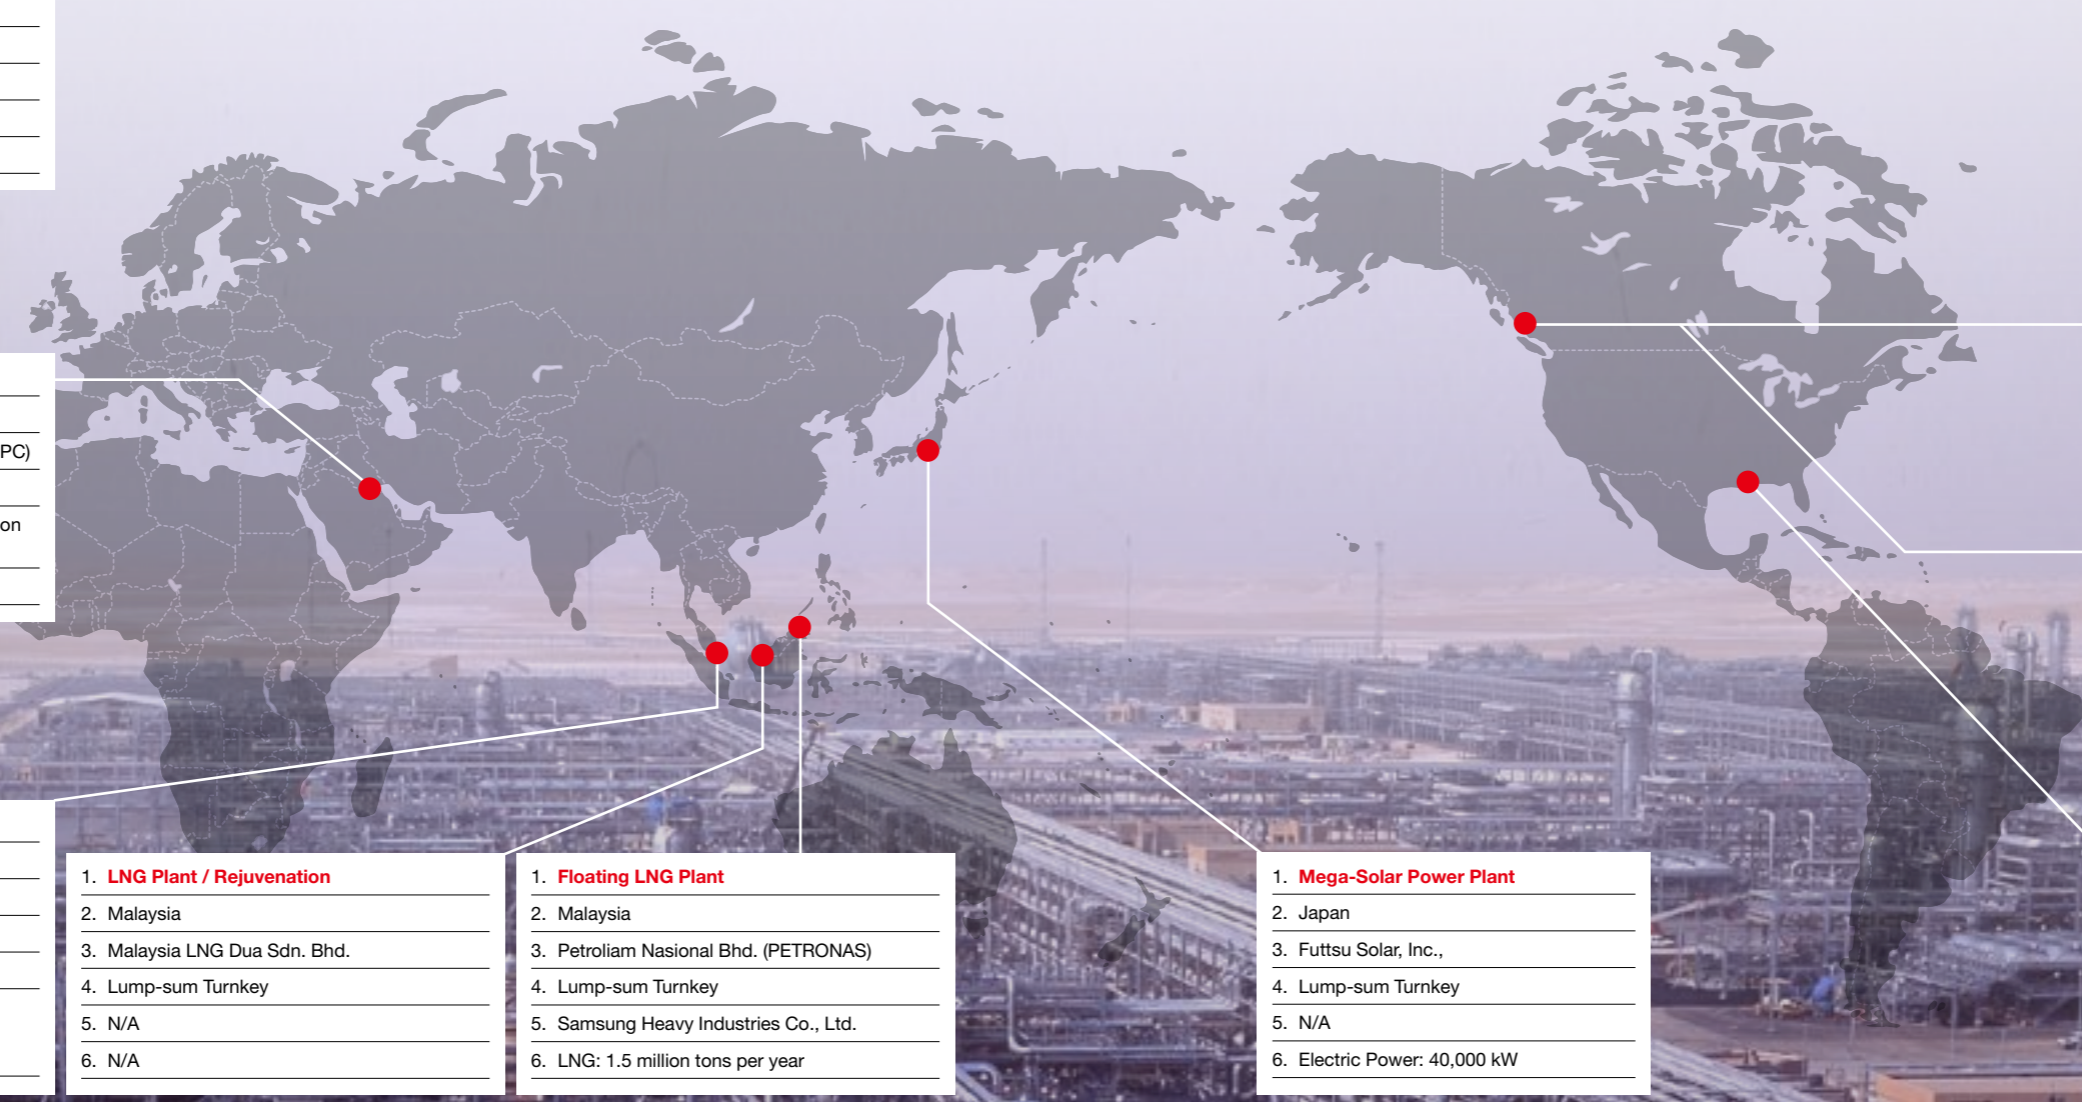 PC)
on
1. LNG Plant / Rejuvenation
2. Malaysia
3. Malaysia LNG Dua Sdn. Bhd.
4. Lump-sum Turnkey
5. N/A
6. N/A
1. Floating LNG Plant
2. Malaysia
3. Petroliam Nasional Bhd. (PETRONAS)
4. Lump-sum Turnkey
5. Samsung Heavy Industries Co., Ltd.
6. LNG: 1.5 million tons per year
1. Mega-Solar Power Plant
2. Japan
3. Futtsu Solar, Inc.,
4. Lump-sum Turnkey
5. N/A
6. Electric Power: 40,000 kW